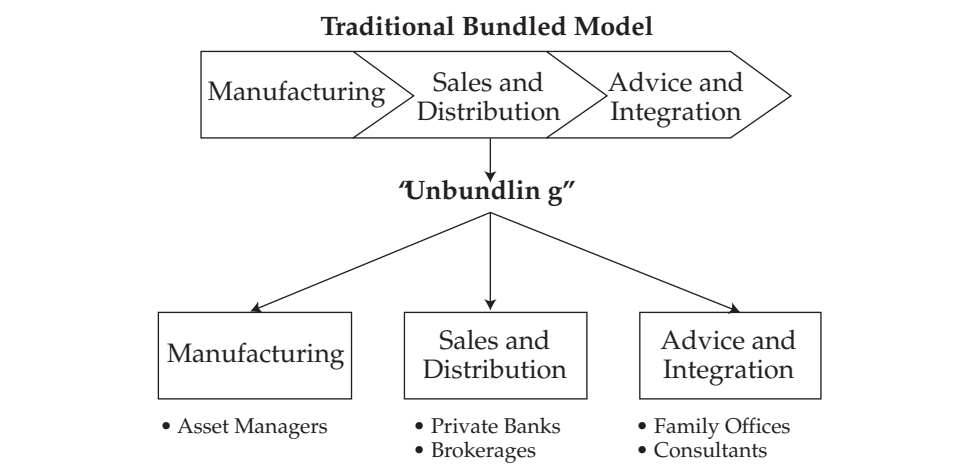 Traditional Bundled Model
Manufacturing
Sales and
Distribution
Advice and
Integration
“Unbundlin g”
Manufacturing
Sales and
Distribution
Advice and
Integration
• Asset Managers
• Private Banks
• Brokerages
• Family Offices
• Consultants